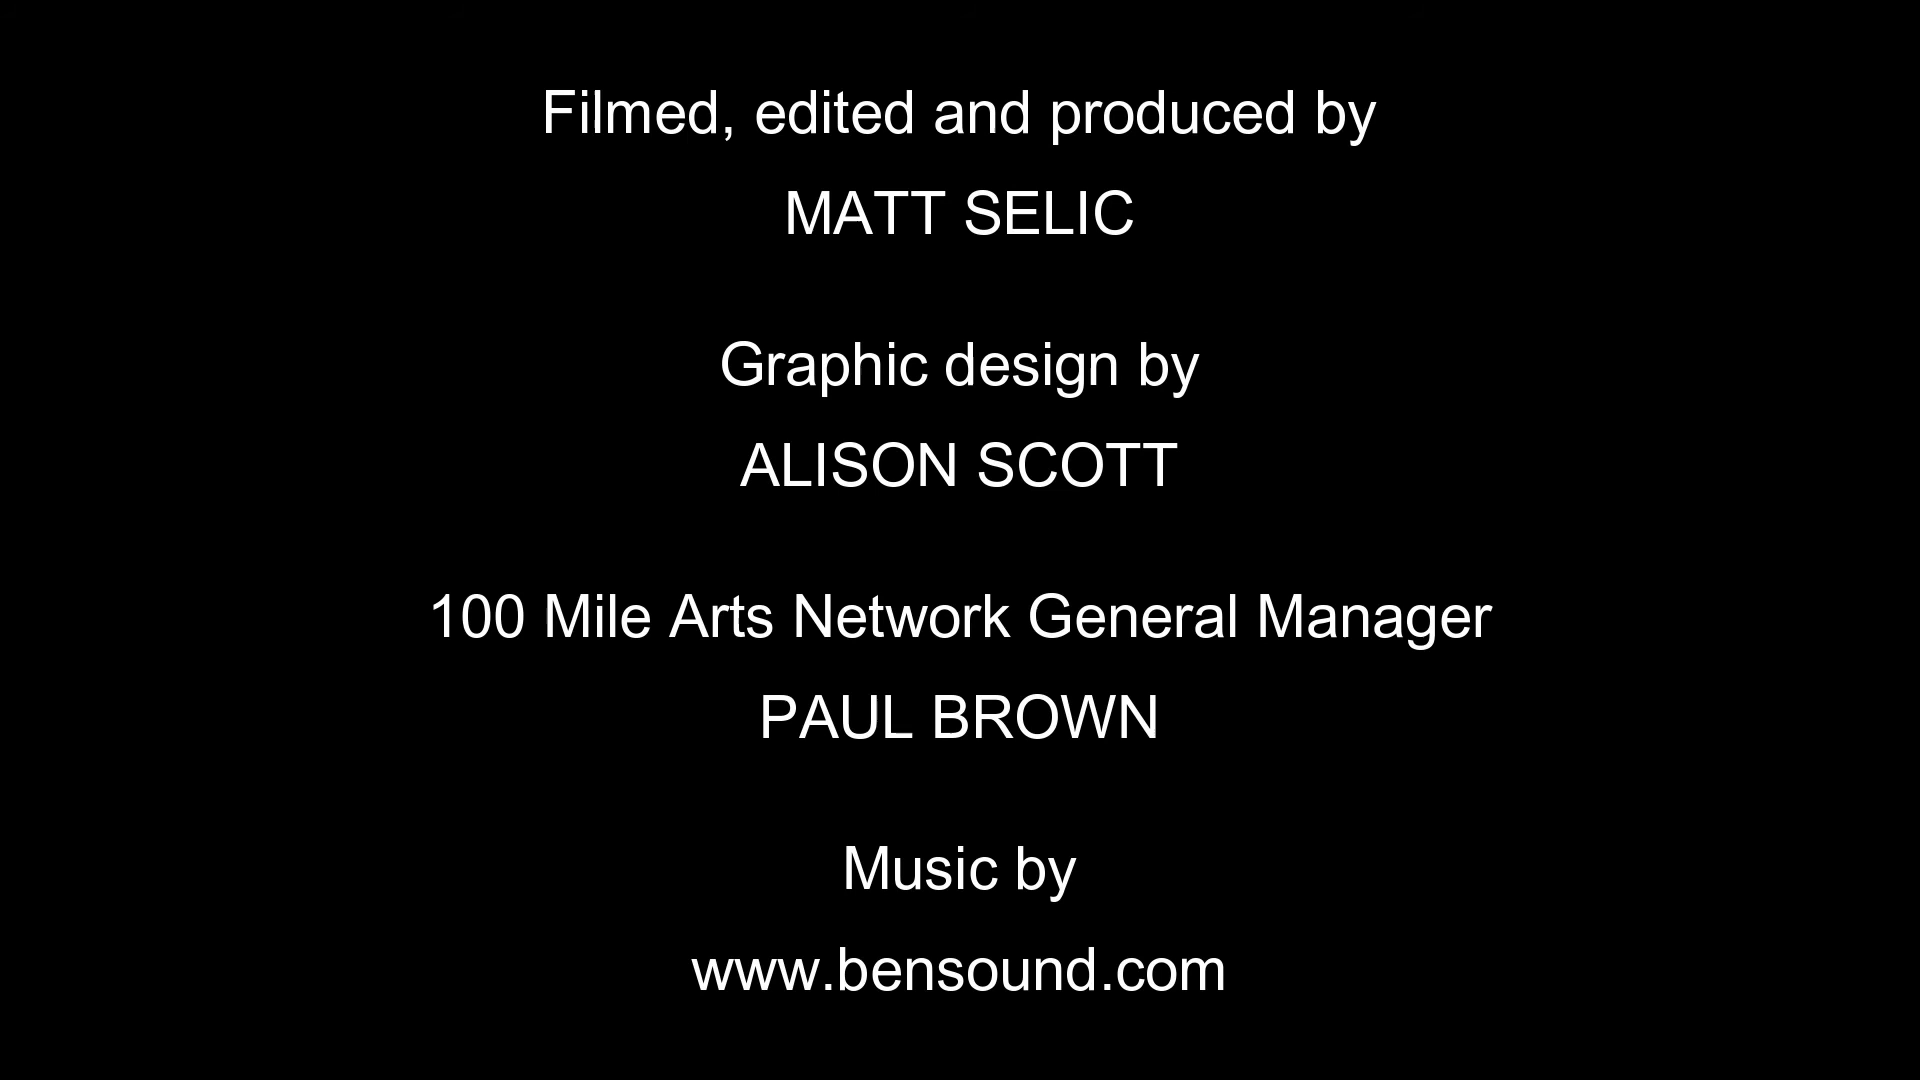 Filmed, edited and produced by
MATT SELIC
Graphic design by
ALISON SCOTT
100 Mile Arts Network General Manager
PAUL BROWN
Music by
www.bensound.com